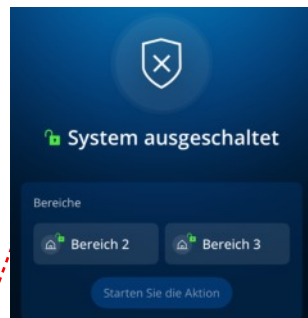 System ausgeschaltet
Bereiche
Bereich 2 Bereich 3
Starten Sie die Aktion